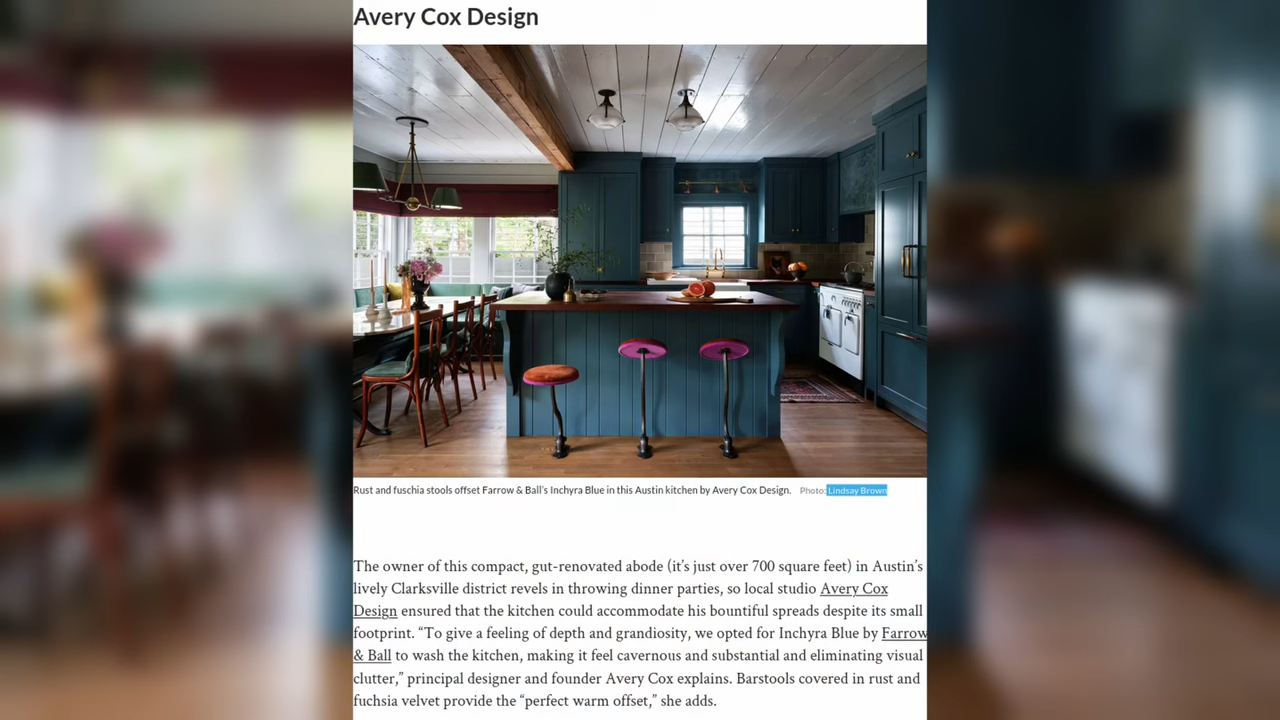 Avery Cox Design
Rust and fuschia stools offset Farrow & Ball’s Inchyra Blue in this Austin kitchen by Avery Cox Design. Photo: Lindsay Brown
The owner of this compact, gut-renovated abode (it’s just over 700 square feet) in Austin’s
lively Clarksville district revels in throwing dinner parties, so local studio Avery Cox
Design ensured that the kitchen could accommodate his bountiful spreads despite its small
footprint. “To give a feeling of depth and grandiosity, we opted for Inchyra Blue by Farrow
& Ball to wash the kitchen, making it feel cavernous and substantial and eliminating visual
clutter,” principal designer and founder Avery Cox explains. Barstools covered in rust and
fuchsia velvet provide the “perfect warm offset,” she adds.